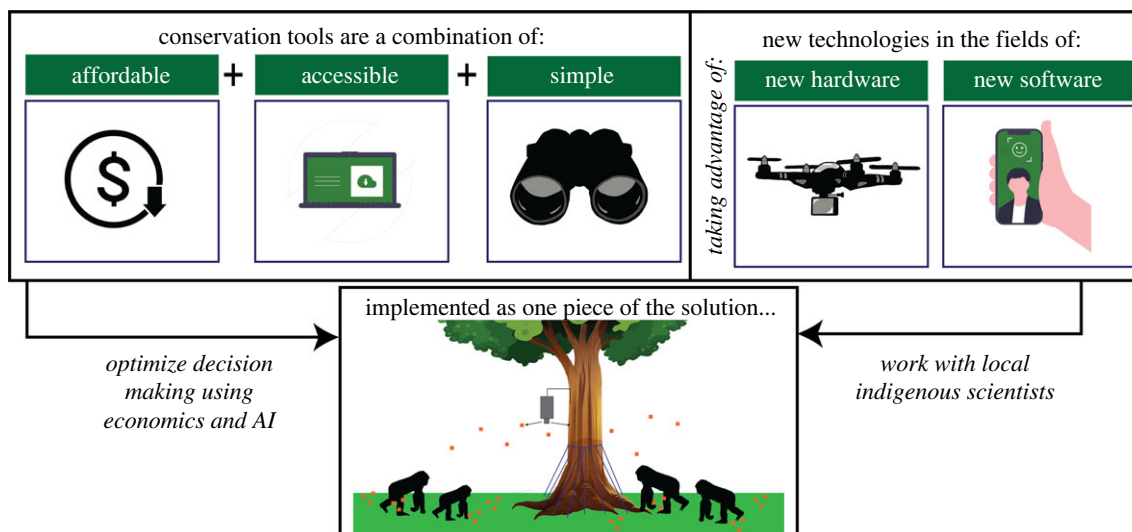 conservation tools are a combination of:
affordable + accessible + simple
taking advantage of:
new technologies in the fields of:
new hardware
new software
$
implemented as one piece of the solution...
optimize decision
making using
economics and AI
work with local
indigenous scientists